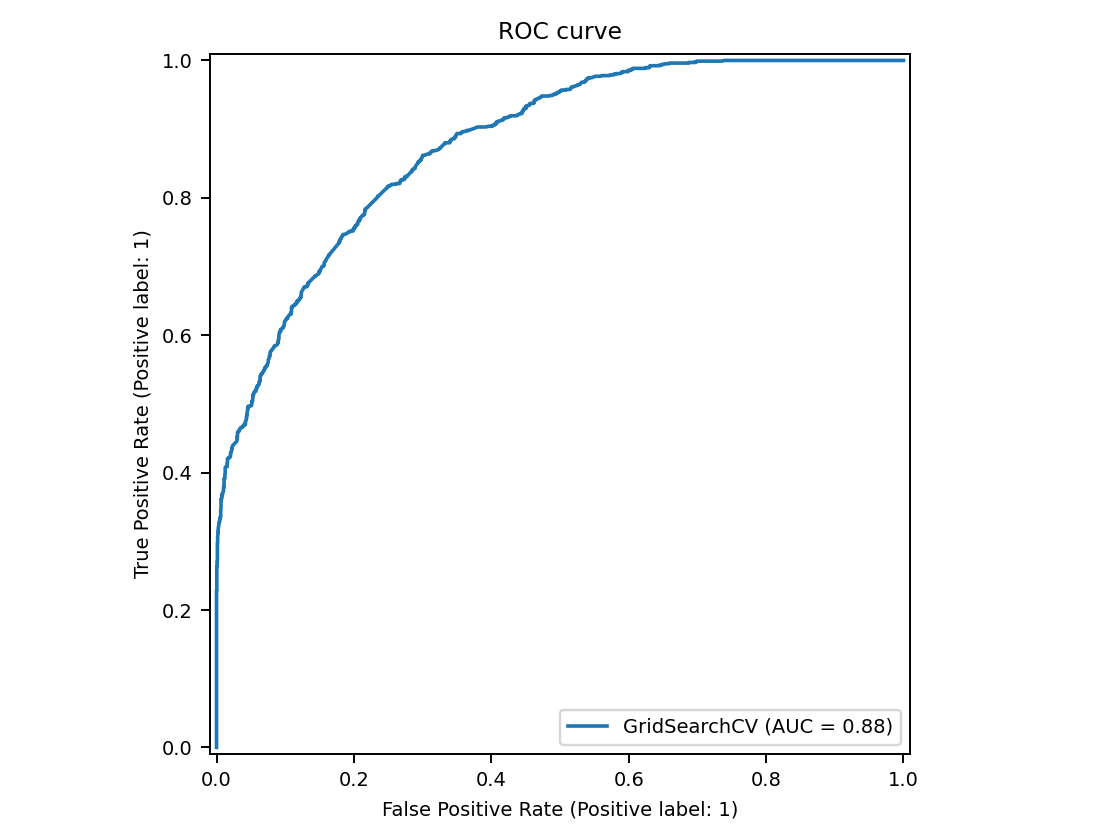 ROC curve
1.0
0.8
0.6
0.4
0.2
0.0
True Positive Rate (Positive label: 1)
GridSearchCV (AUC = 0.88)
0.0 0.2 0.4 0.6 0.8 1.0
False Positive Rate (Positive label: 1)